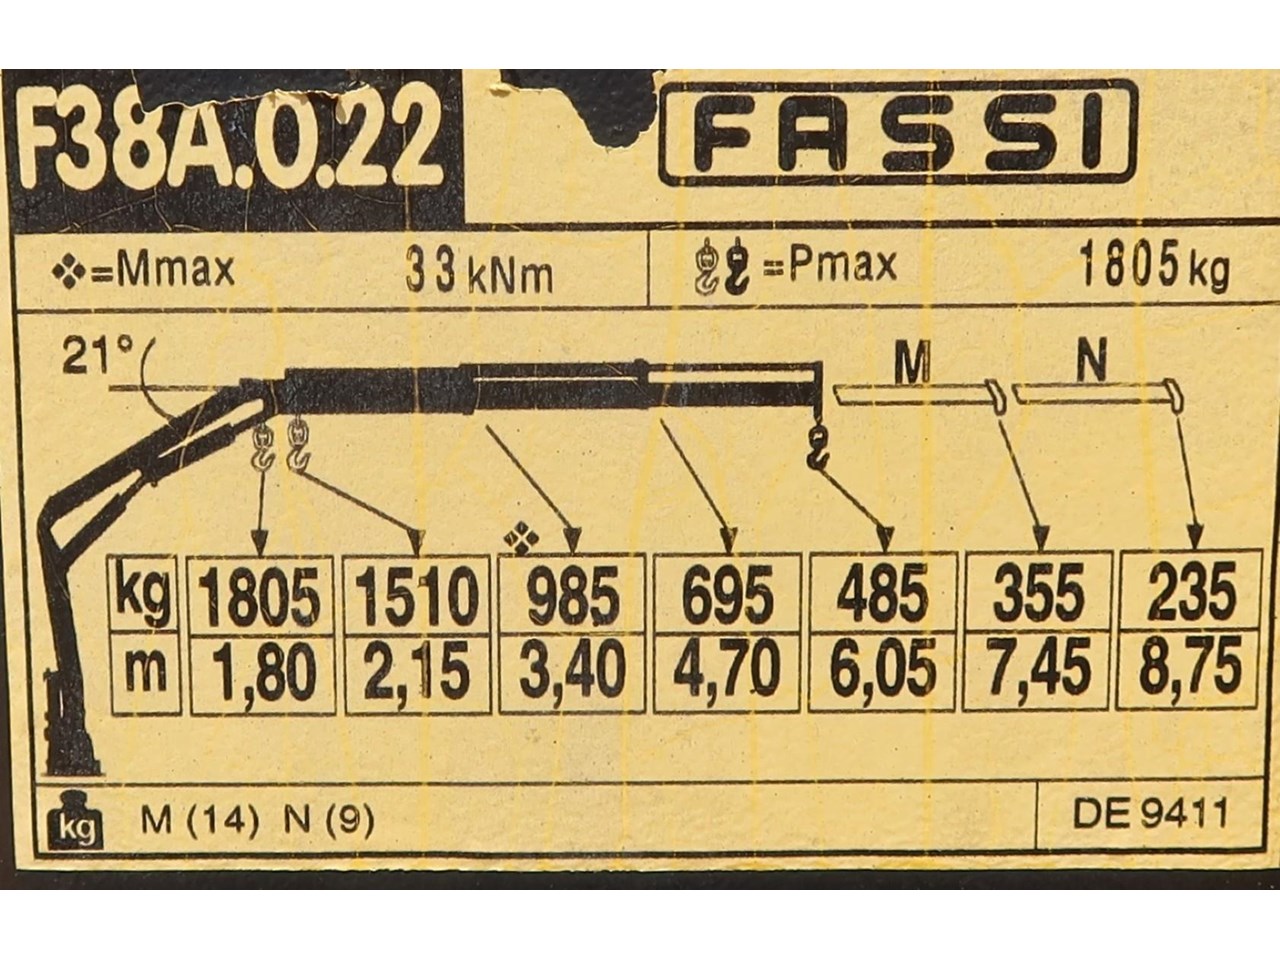 F38A.0.22
FASSI
=Mmax 33 kNm
=Pmax 1805 kg
21°
M
N
kg 1805 1510 985 695 485 355 235
m 1,80 2,15 3,40 4,70 6,05 7,45 8,75
kg M (14) N (9)
DE 9411